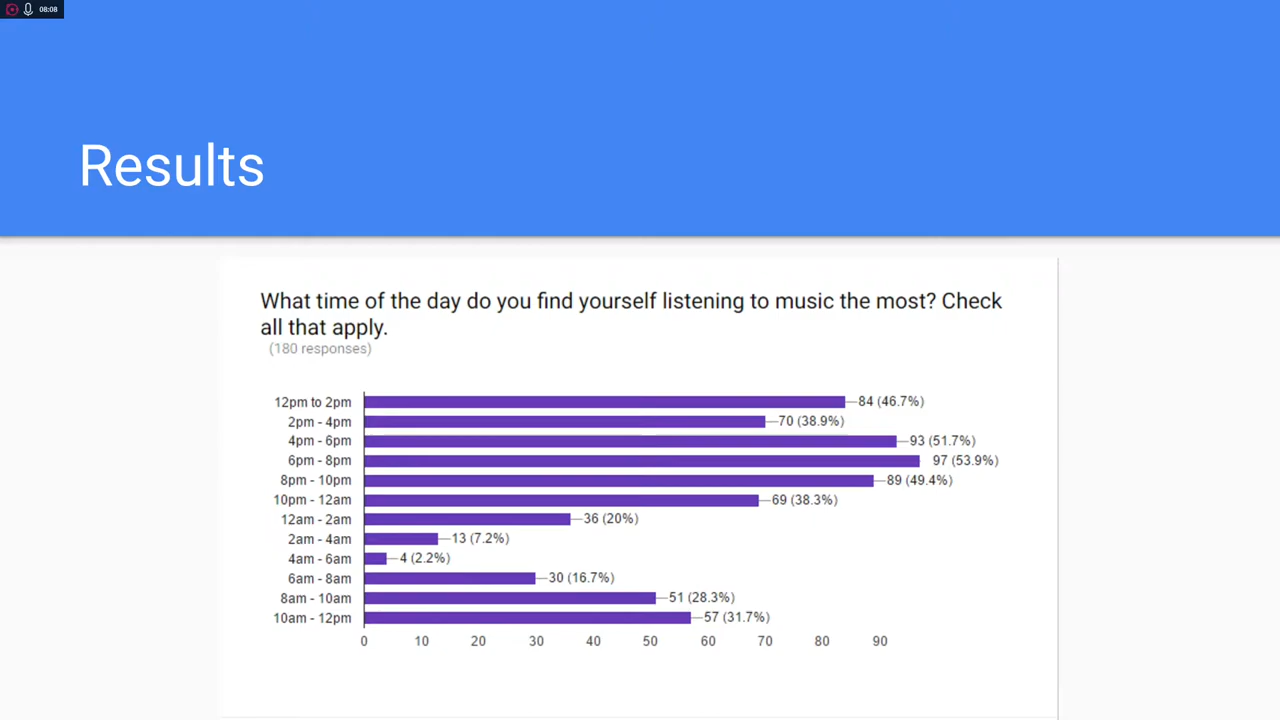 08:08
Results
What time of the day do you find yourself listening to music the most? Check
all that apply.
(180 responses)
12pm to 2pm 84 (46.7%)
2pm - 4pm 70 (38.9%)
4pm - 6pm 93 (51.7%)
6pm - 8pm 97 (53.9%)
8pm - 10pm 89 (49.4%)
10pm - 12am 69 (38.3%)
12am - 2am 36 (20%)
2am - 4am 13 (7.2%)
4am - 6am 4 (2.2%)
6am - 8am 30 (16.7%)
8am - 10am 51 (28.3%)
10am - 12pm 57 (31.7%)
0 10 20 30 40 50 60 70 80 90